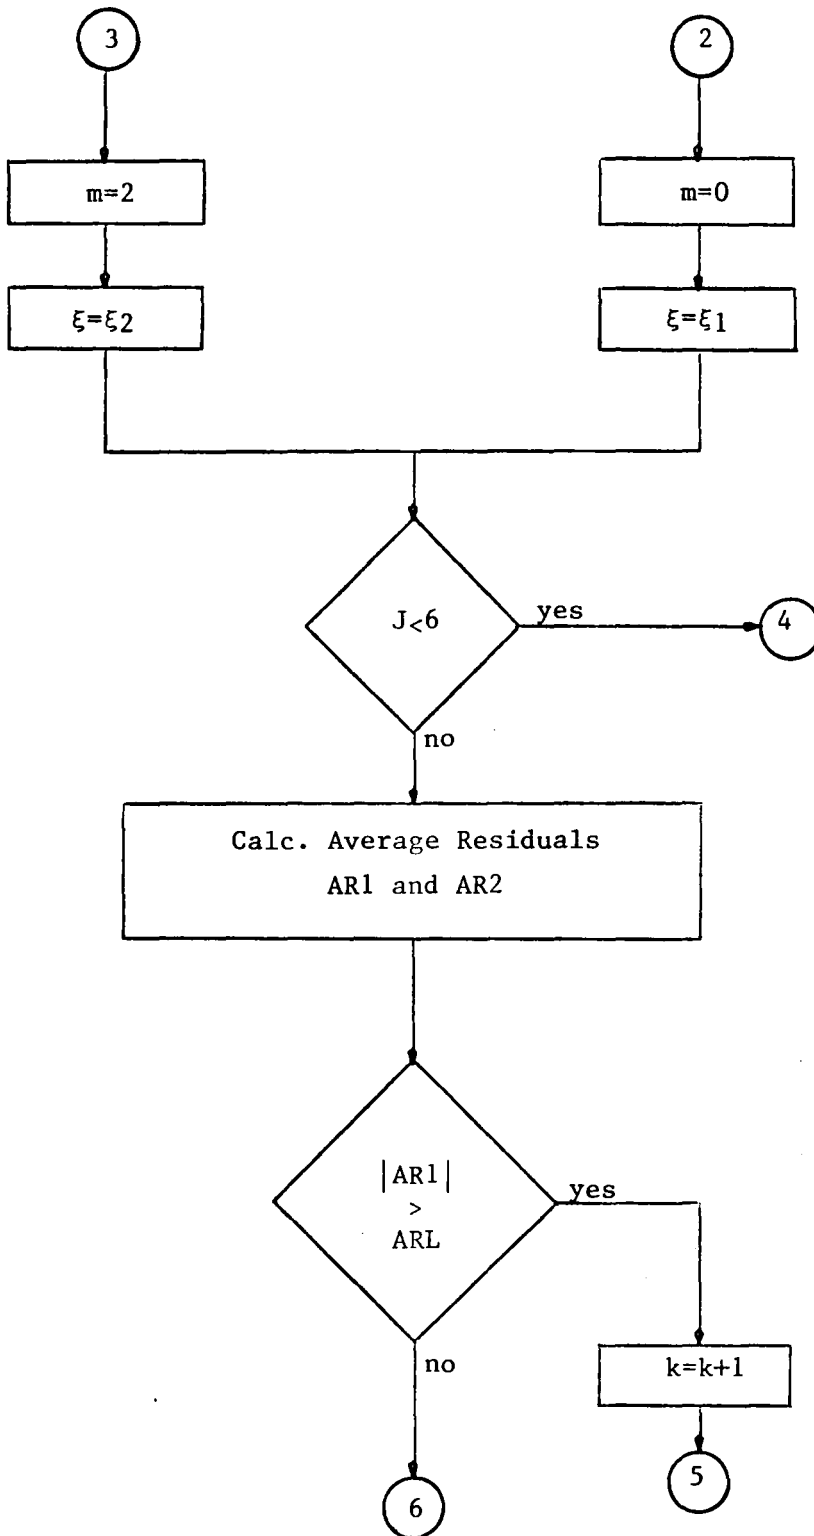 3
2
m=2
m=0
ξ=ξ2
ξ=ξ1
J<6
yes
4
no
Calc. Average Residuals
AR1 and AR2
|AR1|
>
ARL
yes
no
k=k+1
5
6